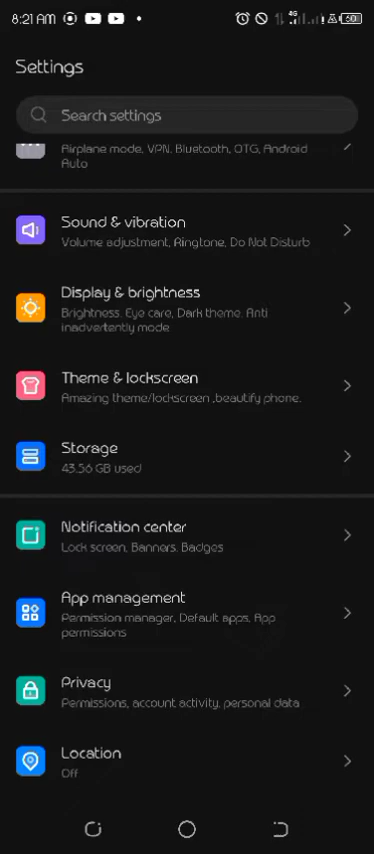 8:21 AM
4G
60
Settings
Search settings
Airplane mode, VPN, Bluetooth, OTG, Android
Auto
Sound & vibration
Volume adjustment, Ringtone, Do Not Disturb
Display & brightness
Brightness, Eye care, Dark theme, Anti
inadvertently mode
Theme & lockscreen
Amazing theme/lockscreen ,beautify phone.
Storage
43.56 GB used
Notification center
Lock screen, Banners, Badges
App management
Permission manager, Default apps, App
permissions
Privacy
Permissions, account activity, personal data
Location
Off